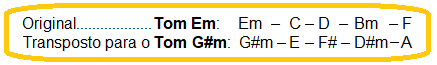 Original................... Tom Em: Em – C – D – Bm – F
Transposto para o Tom G#m: G#m – E – F# – D#m – A